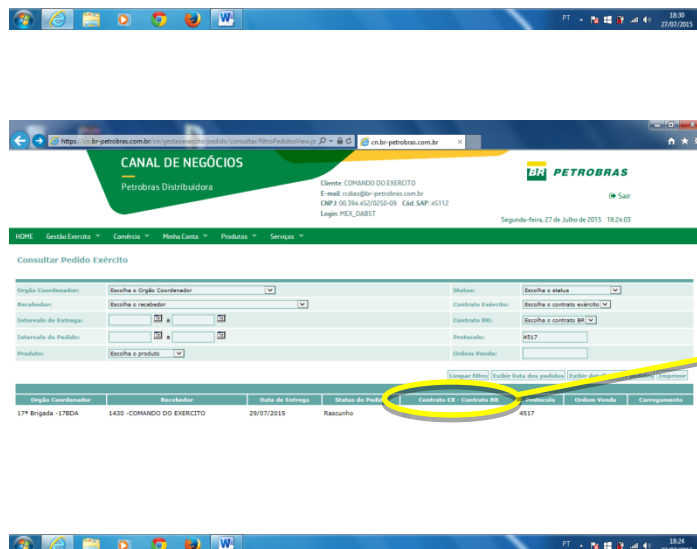 PT
18:30
27/07/2015
https://cn.br-petrobras.com.br/cn/gestaoexercito/pedido/consultar/filtroPedidosView.js
cn.br-petrobras.com.br
CANAL DE NEGÓCIOS
Petrobras Distribuidora
BR PETROBRAS
Cliente: COMANDO DO EXERCITO
E-mail: rcdias@br-petrobras.com.br
CNPJ: 00.394.452/0250-09 Cód. SAP: 45112
Login: MEX_DABST
Sair
Segunda-feira, 27 de Julho de 2015 18:24:03
HOME Gestão Exercito Comércio Minha Conta Produtos Serviços
Consultar Pedido Exército
Orgão Coordenador: Escolha o Orgão Coordenador Status: Escolha o status
Recebedor: Escolha o recebedor Contrato Exército: Escolha o contrato exército
Intervalo de Entrega: a Contrato BR: Escolha o contrato BR
Intervalo de Pedido: a Protocolo: 4517
Produto: Escolha o produto Ordem Venda:
Limpar filtro Exibir lista dos pedidos Exibir pedidos Imprimir
Orgão Coordenador Recebedor Data de Entrega Status do Pedido Contrato EX - Contrato BR Protocolo Ordem Venda Carregamento
17ª Brigada -17BDA 1430 -COMANDO DO EXERCITO 29/07/2015 Rascunho 4517
PT
18:24